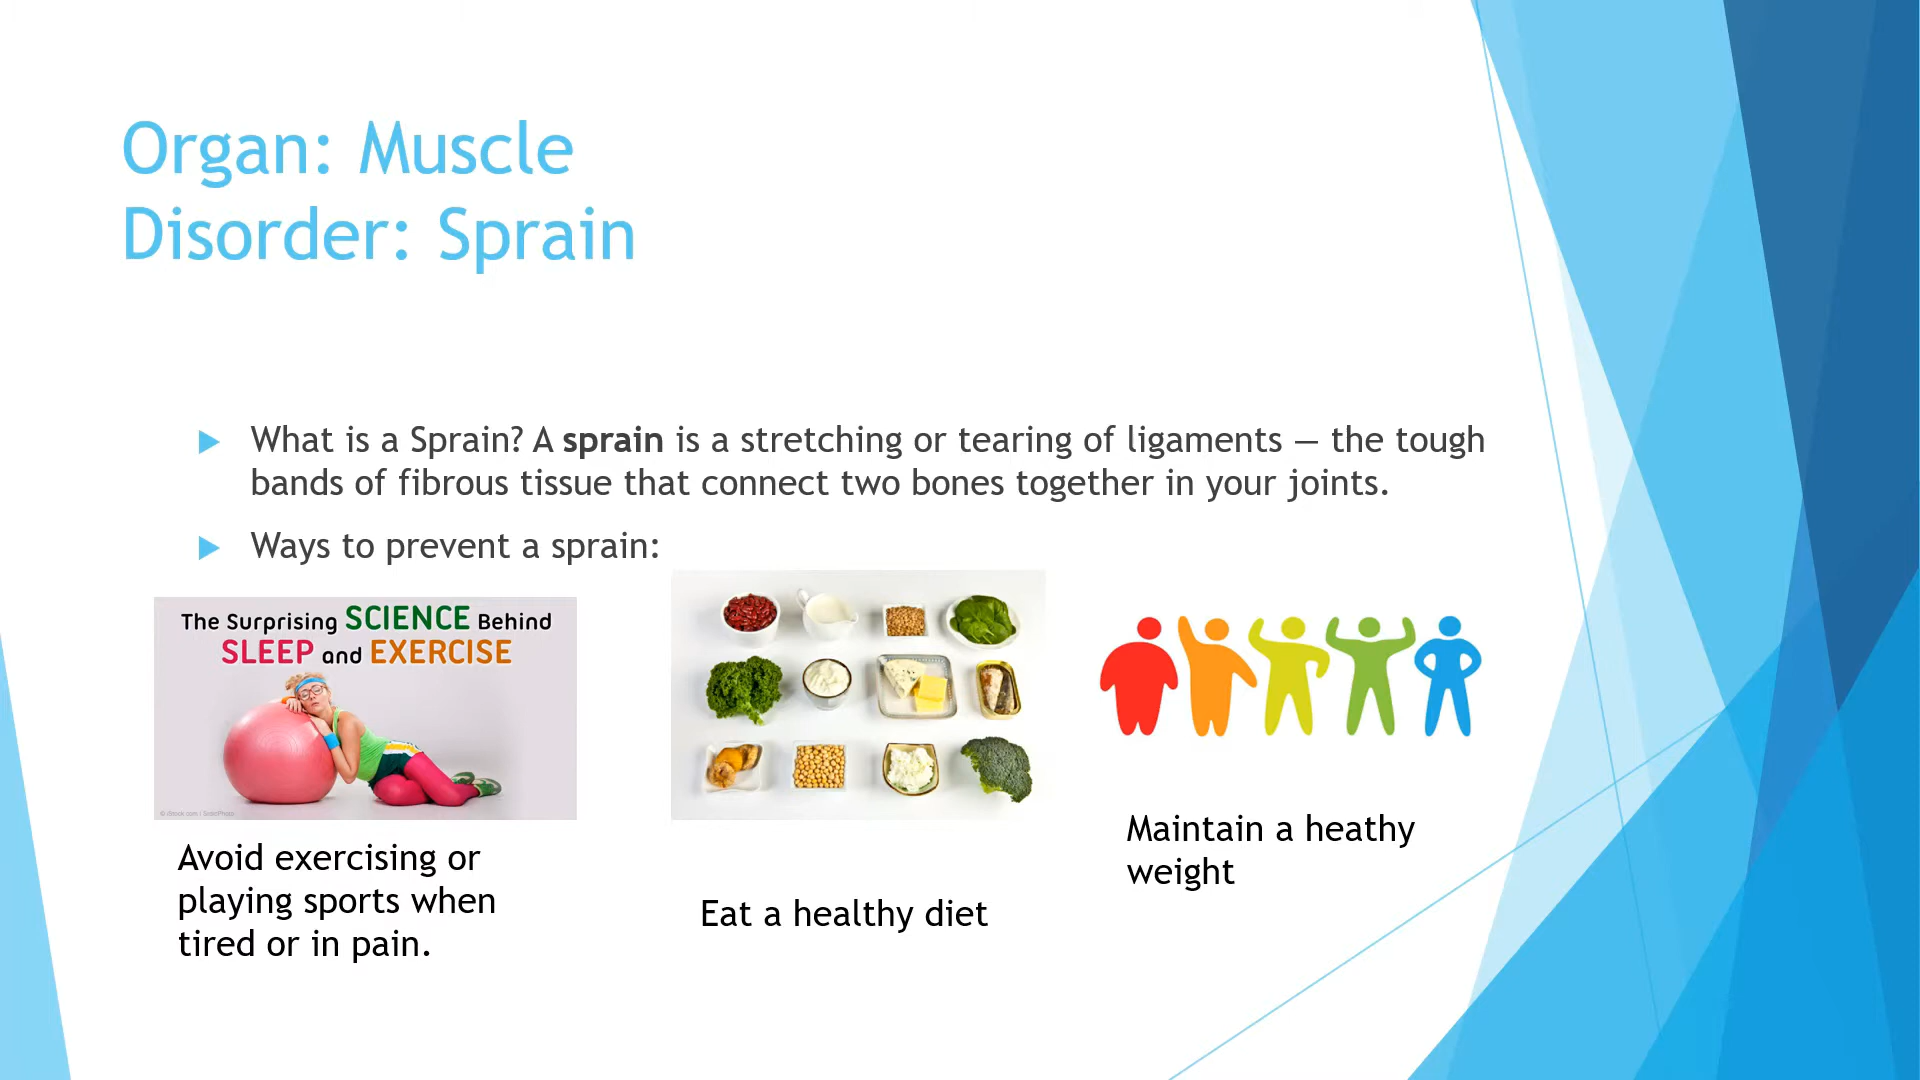 Organ: Muscle
Disorder: Sprain
What is a Sprain? A sprain is a stretching or tearing of ligaments — the tough
bands of fibrous tissue that connect two bones together in your joints.
Ways to prevent a sprain:
The Surprising SCIENCE Behind
SLEEP and EXERCISE
Avoid exercising or
playing sports when
tired or in pain.
Eat a healthy diet
Maintain a heathy
weight